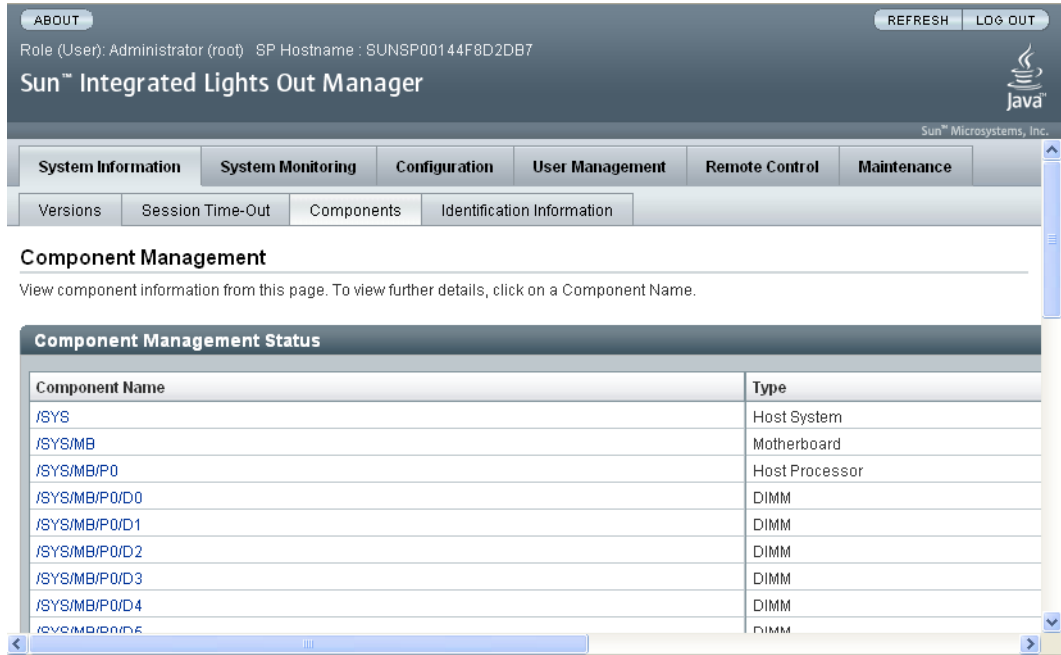 ABOUT REFRESH LOG OUT
Role (User): Administrator (root) SP Hostname : SUNSP00144F8D2DB7
Sun™ Integrated Lights Out Manager
Java™
Sun™ Microsystems, Inc.
System Information System Monitoring Configuration User Management Remote Control Maintenance
Versions Session Time-Out Components Identification Information
Component Management
View component information from this page. To view further details, click on a Component Name.
Component Management Status
Component Name Type
/SYS Host System
/SYS/MB Motherboard
/SYS/MB/P0 Host Processor
/SYS/MB/P0/D0 DIMM
/SYS/MB/P0/D1 DIMM
/SYS/MB/P0/D2 DIMM
/SYS/MB/P0/D3 DIMM
/SYS/MB/P0/D4 DIMM
DIMM